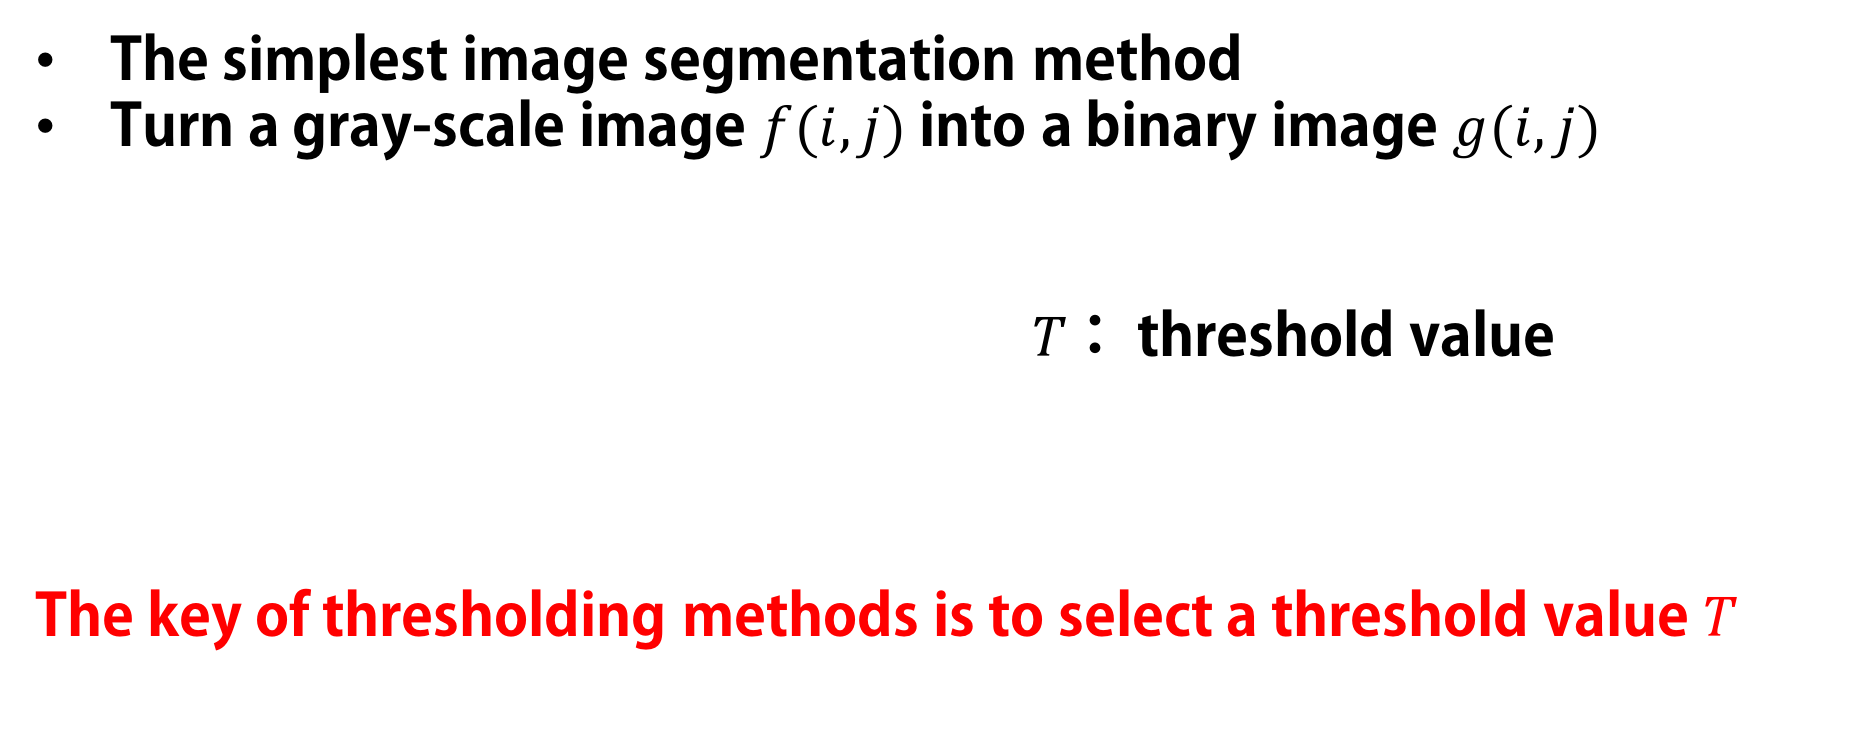 • The simplest image segmentation method
• Turn a gray-scale image f(i,j) into a binary image g(i,j)
T： threshold value
The key of thresholding methods is to select a threshold value T